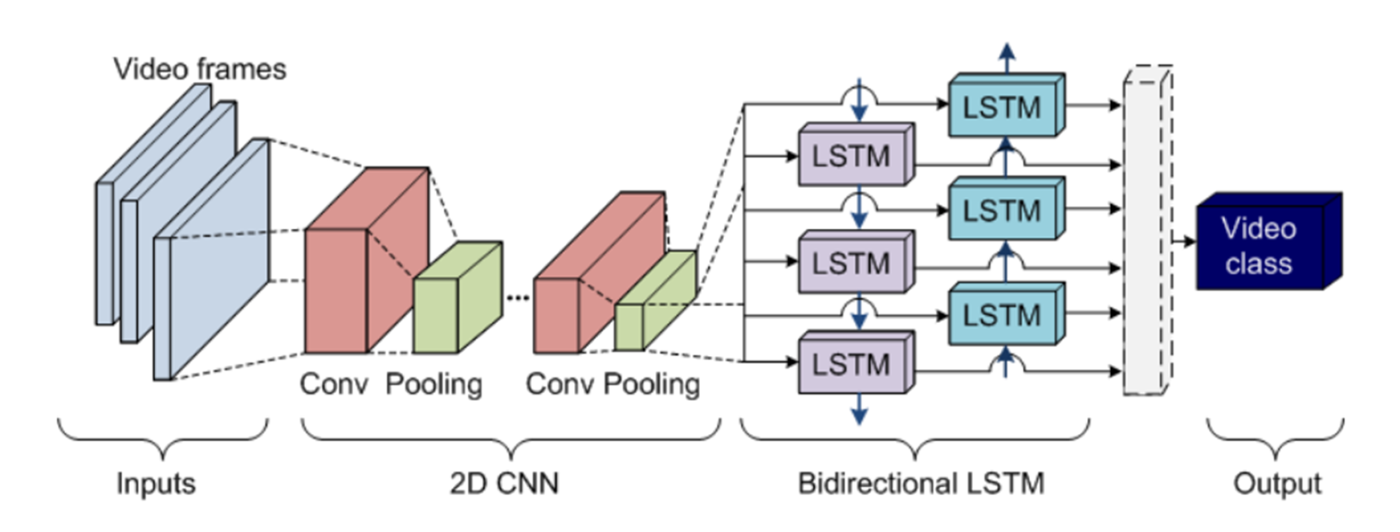 Video frames
Conv Pooling
Conv Pooling
LSTM
LSTM
LSTM
LSTM
LSTM
LSTM
Video
class
Inputs
2D CNN
Bidirectional LSTM
Output